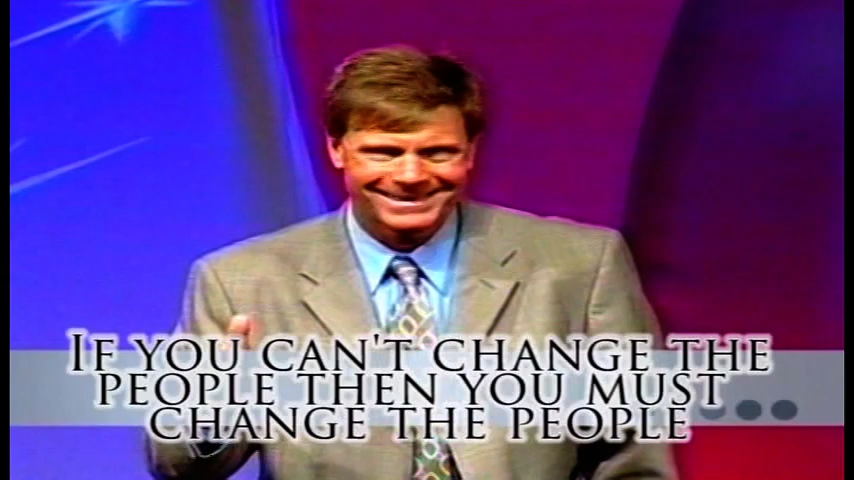 If you can't change the
people then you must
change the people